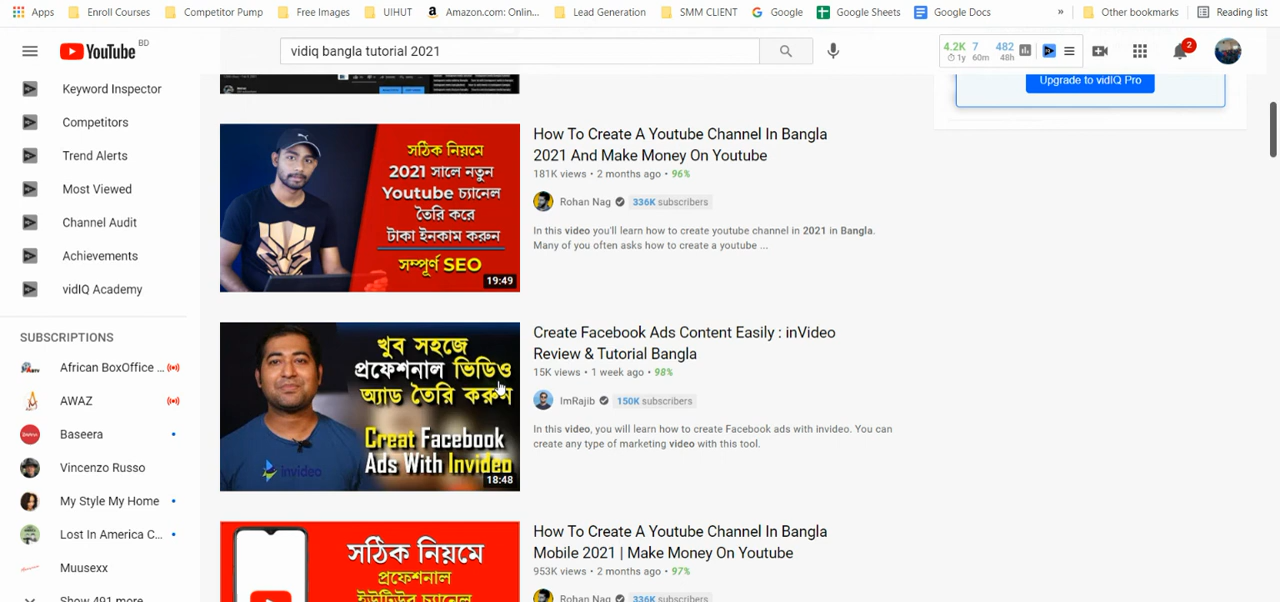 Apps
Enroll Courses
Competitor Pump
Free Images
UIHUT
Amazon.com: Onlin...
Lead Generation
SMM CLIENT
Google
Google Sheets
Google Docs
»
Other bookmarks
Reading list
YouTube BD
vidiq bangla tutorial 2021
4.2K 7 482
1y 60m 48h
2
Upgrade to vidIQ Pro
Keyword Inspector
Competitors
Trend Alerts
Most Viewed
Channel Audit
Achievements
vidIQ Academy
SUBSCRIPTIONS
African BoxOffice ...
AWAZ
Baseera
Vincenzo Russo
My Style My Home
Lost In America C...
Muusexx
Show 491 more
সঠিক নিয়মে
2021 সালে নতুন
Youtube চ্যানেল
তৈরি করে
টাকা ইনকাম করুন
সম্পূর্ণ SEO
19:49
How To Create A Youtube Channel In Bangla
2021 And Make Money On Youtube
181K views • 2 months ago • 96%
Rohan Nag 336K subscribers
In this video you'll learn how to create youtube channel in 2021 in Bangla.
Many of you often asks how to create a youtube ...
খুব সহজে
প্রফেশনাল ভিডিও
অ্যাড তৈরি করুন
Creat Facebook
Ads With Invideo
invideo
18:48
Create Facebook Ads Content Easily : inVideo
Review & Tutorial Bangla
15K views • 1 week ago • 98%
ImRajib 150K subscribers
In this video, you will learn how to create Facebook ads with invideo. You can
create any type of marketing video with this tool.
সঠিক নিয়মে
প্রফেশনাল
ইউটিউব চ্যানেল
How To Create A Youtube Channel In Bangla
Mobile 2021 | Make Money On Youtube
953K views • 2 months ago • 97%
Rohan Nag 336K subscribers